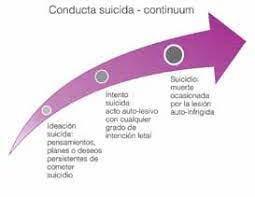 Conducta suicida - continuum
Ideación
suicida:
pensamientos,
planes o deseos
persistentes de
cometer
suicidio
Intento
suicida
acto auto-lesivo
con cualquier
grado de
intención letal
Suicidio:
muerte
ocasionada
por la lesión
auto-infrigida